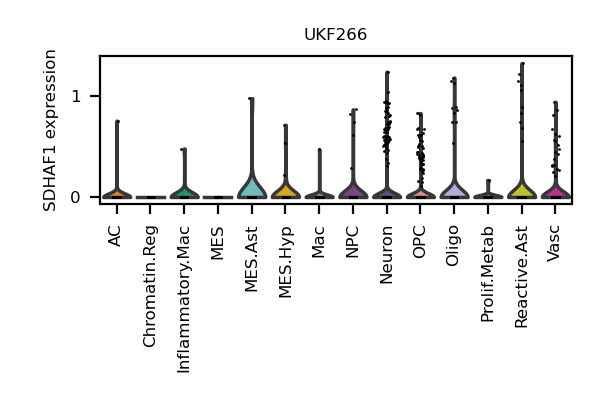 UKF266
SDHAF1 expression
1
0
AC
Chromatin.Reg
Inflammatory.Mac
MES
MES.Ast
MES.Hyp
Mac
NPC
Neuron
OPC
Oligo
Prolif.Metab
Reactive.Ast
Vasc